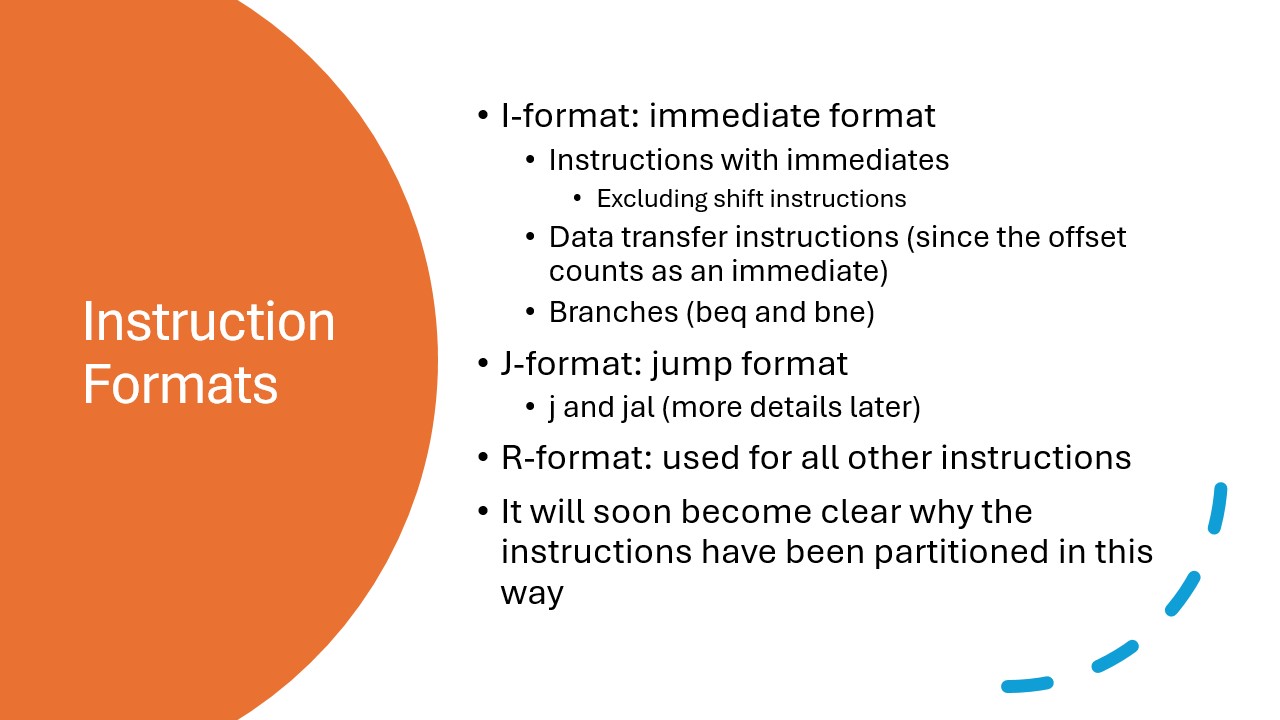 Instruction
Formats
• I-format: immediate format
• Instructions with immediates
• Excluding shift instructions
• Data transfer instructions (since the offset
counts as an immediate)
• Branches (beq and bne)
• J-format: jump format
• j and jal (more details later)
• R-format: used for all other instructions
• It will soon become clear why the
instructions have been partitioned in this
way